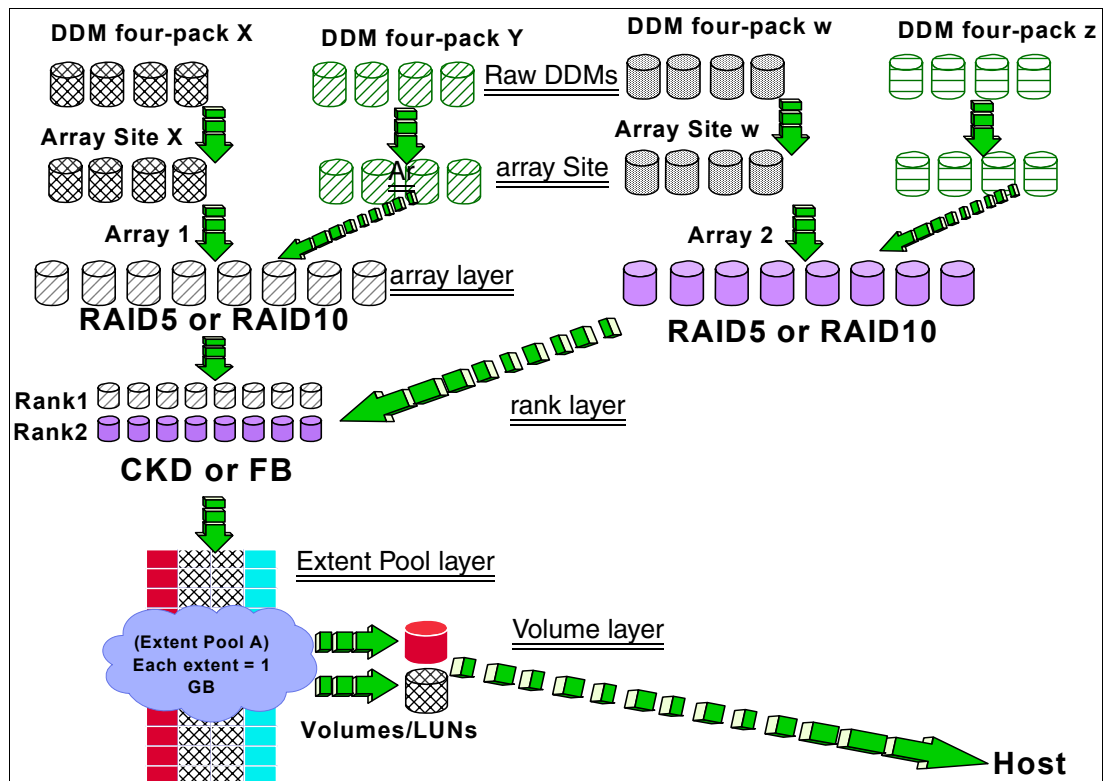 DDM four-pack X
DDM four-pack Y
DDM four-pack w
DDM four-pack z
Raw DDMs
Array Site X
Ar
array Site
Array Site w
Array 1
Array 2
array layer
RAID5 or RAID10
RAID5 or RAID10
Rank1
Rank2
rank layer
CKD or FB
Extent Pool layer
(Extent Pool A)
Each extent = 1
GB
Volume layer
Volumes/LUNs
Host